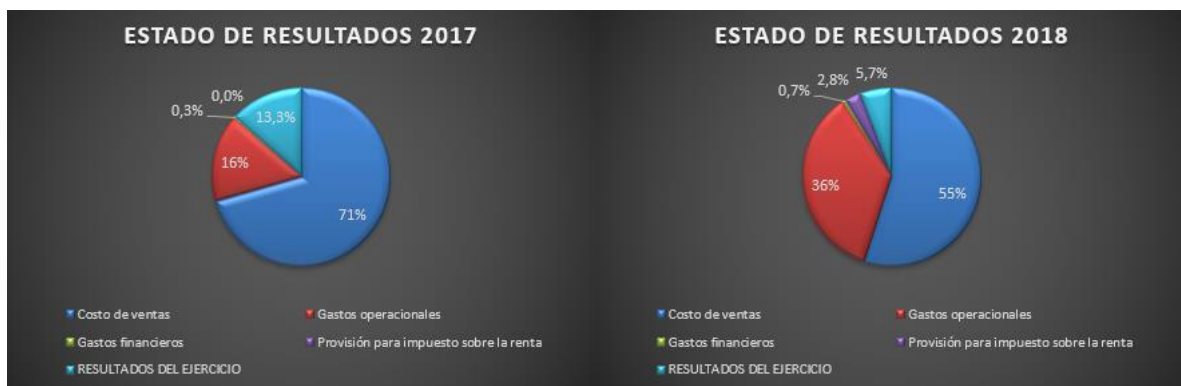 ESTADO DE RESULTADOS 2017
0,0%
0,3%
13,3%
16%
71%
Costo de ventas
Gastos operacionales
Gastos financieros
Provisión para impuesto sobre la renta
RESULTADOS DEL EJERCICIO
ESTADO DE RESULTADOS 2018
2,8%
5,7%
0,7%
36%
55%
Costo de ventas
Gastos operacionales
Gastos financieros
Provisión para impuesto sobre la renta
RESULTADOS DEL EJERCICIO